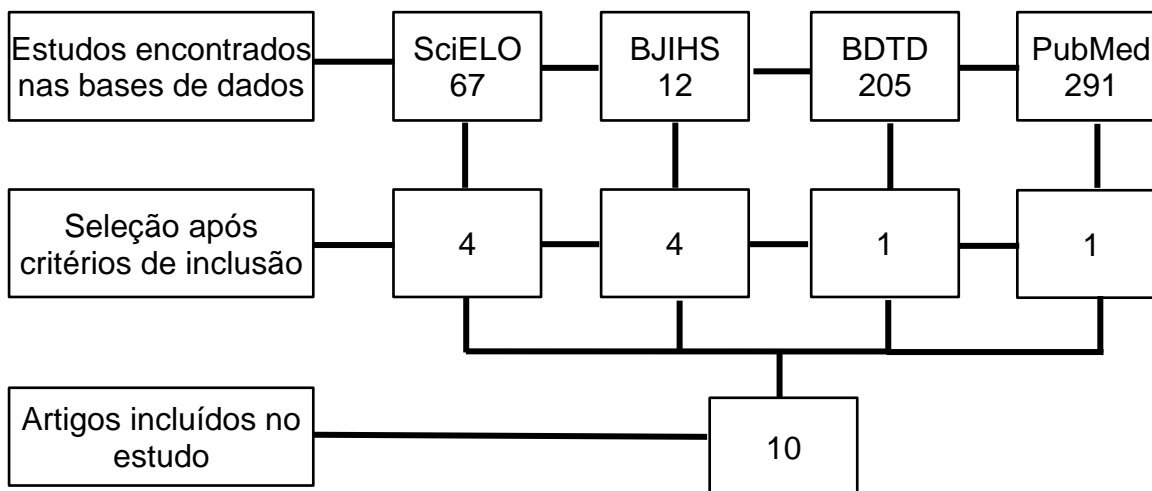 Estudos encontrados
nas bases de dados
SciELO
67
BJIHS
12
BDTD
205
PubMed
291
Seleção após
critérios de inclusão
4
4
1
1
Artigos incluídos no
estudo
10